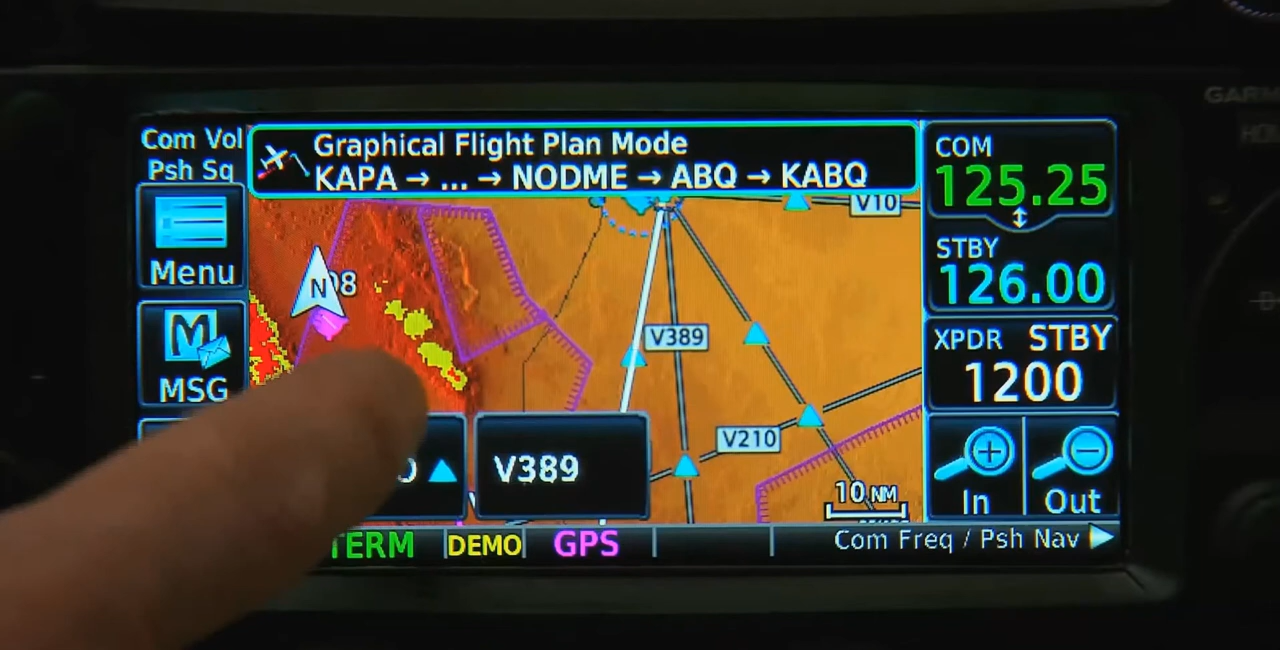 GARM
Com Vol
Psh Sq
Graphical Flight Plan Mode
KAPA → ... → NODME → ABQ → KABQ
COM
125.25
STBY
126.00
Menu
N
08
V10
V389
MSG
XPDR STBY
1200
V210
V389
10 NM
In
Out
TERM
DEMO
GPS
Com Freq / Psh Nav